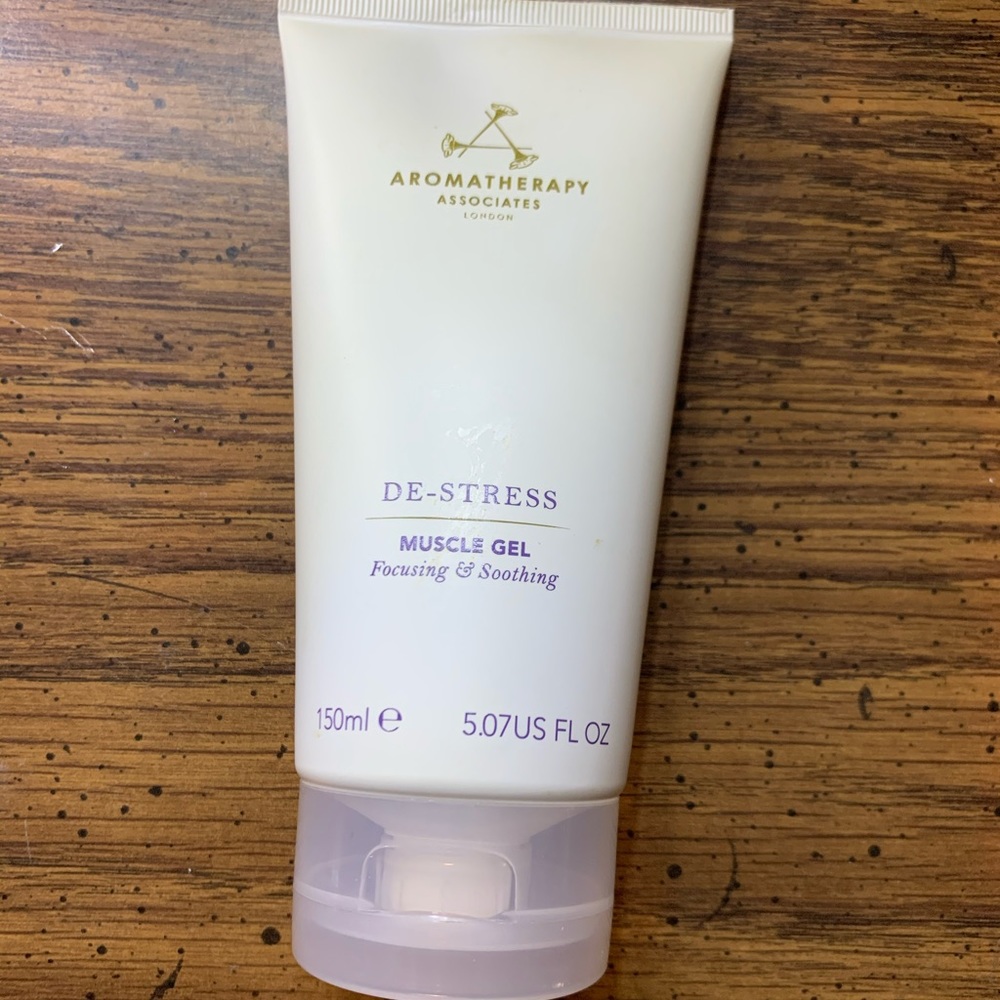 AROMATHERAPY
ASSOCIATES
LONDON
DE-STRESS
MUSCLE GEL
Focusing & Soothing
150ml ℮ 5.07US FL OZ